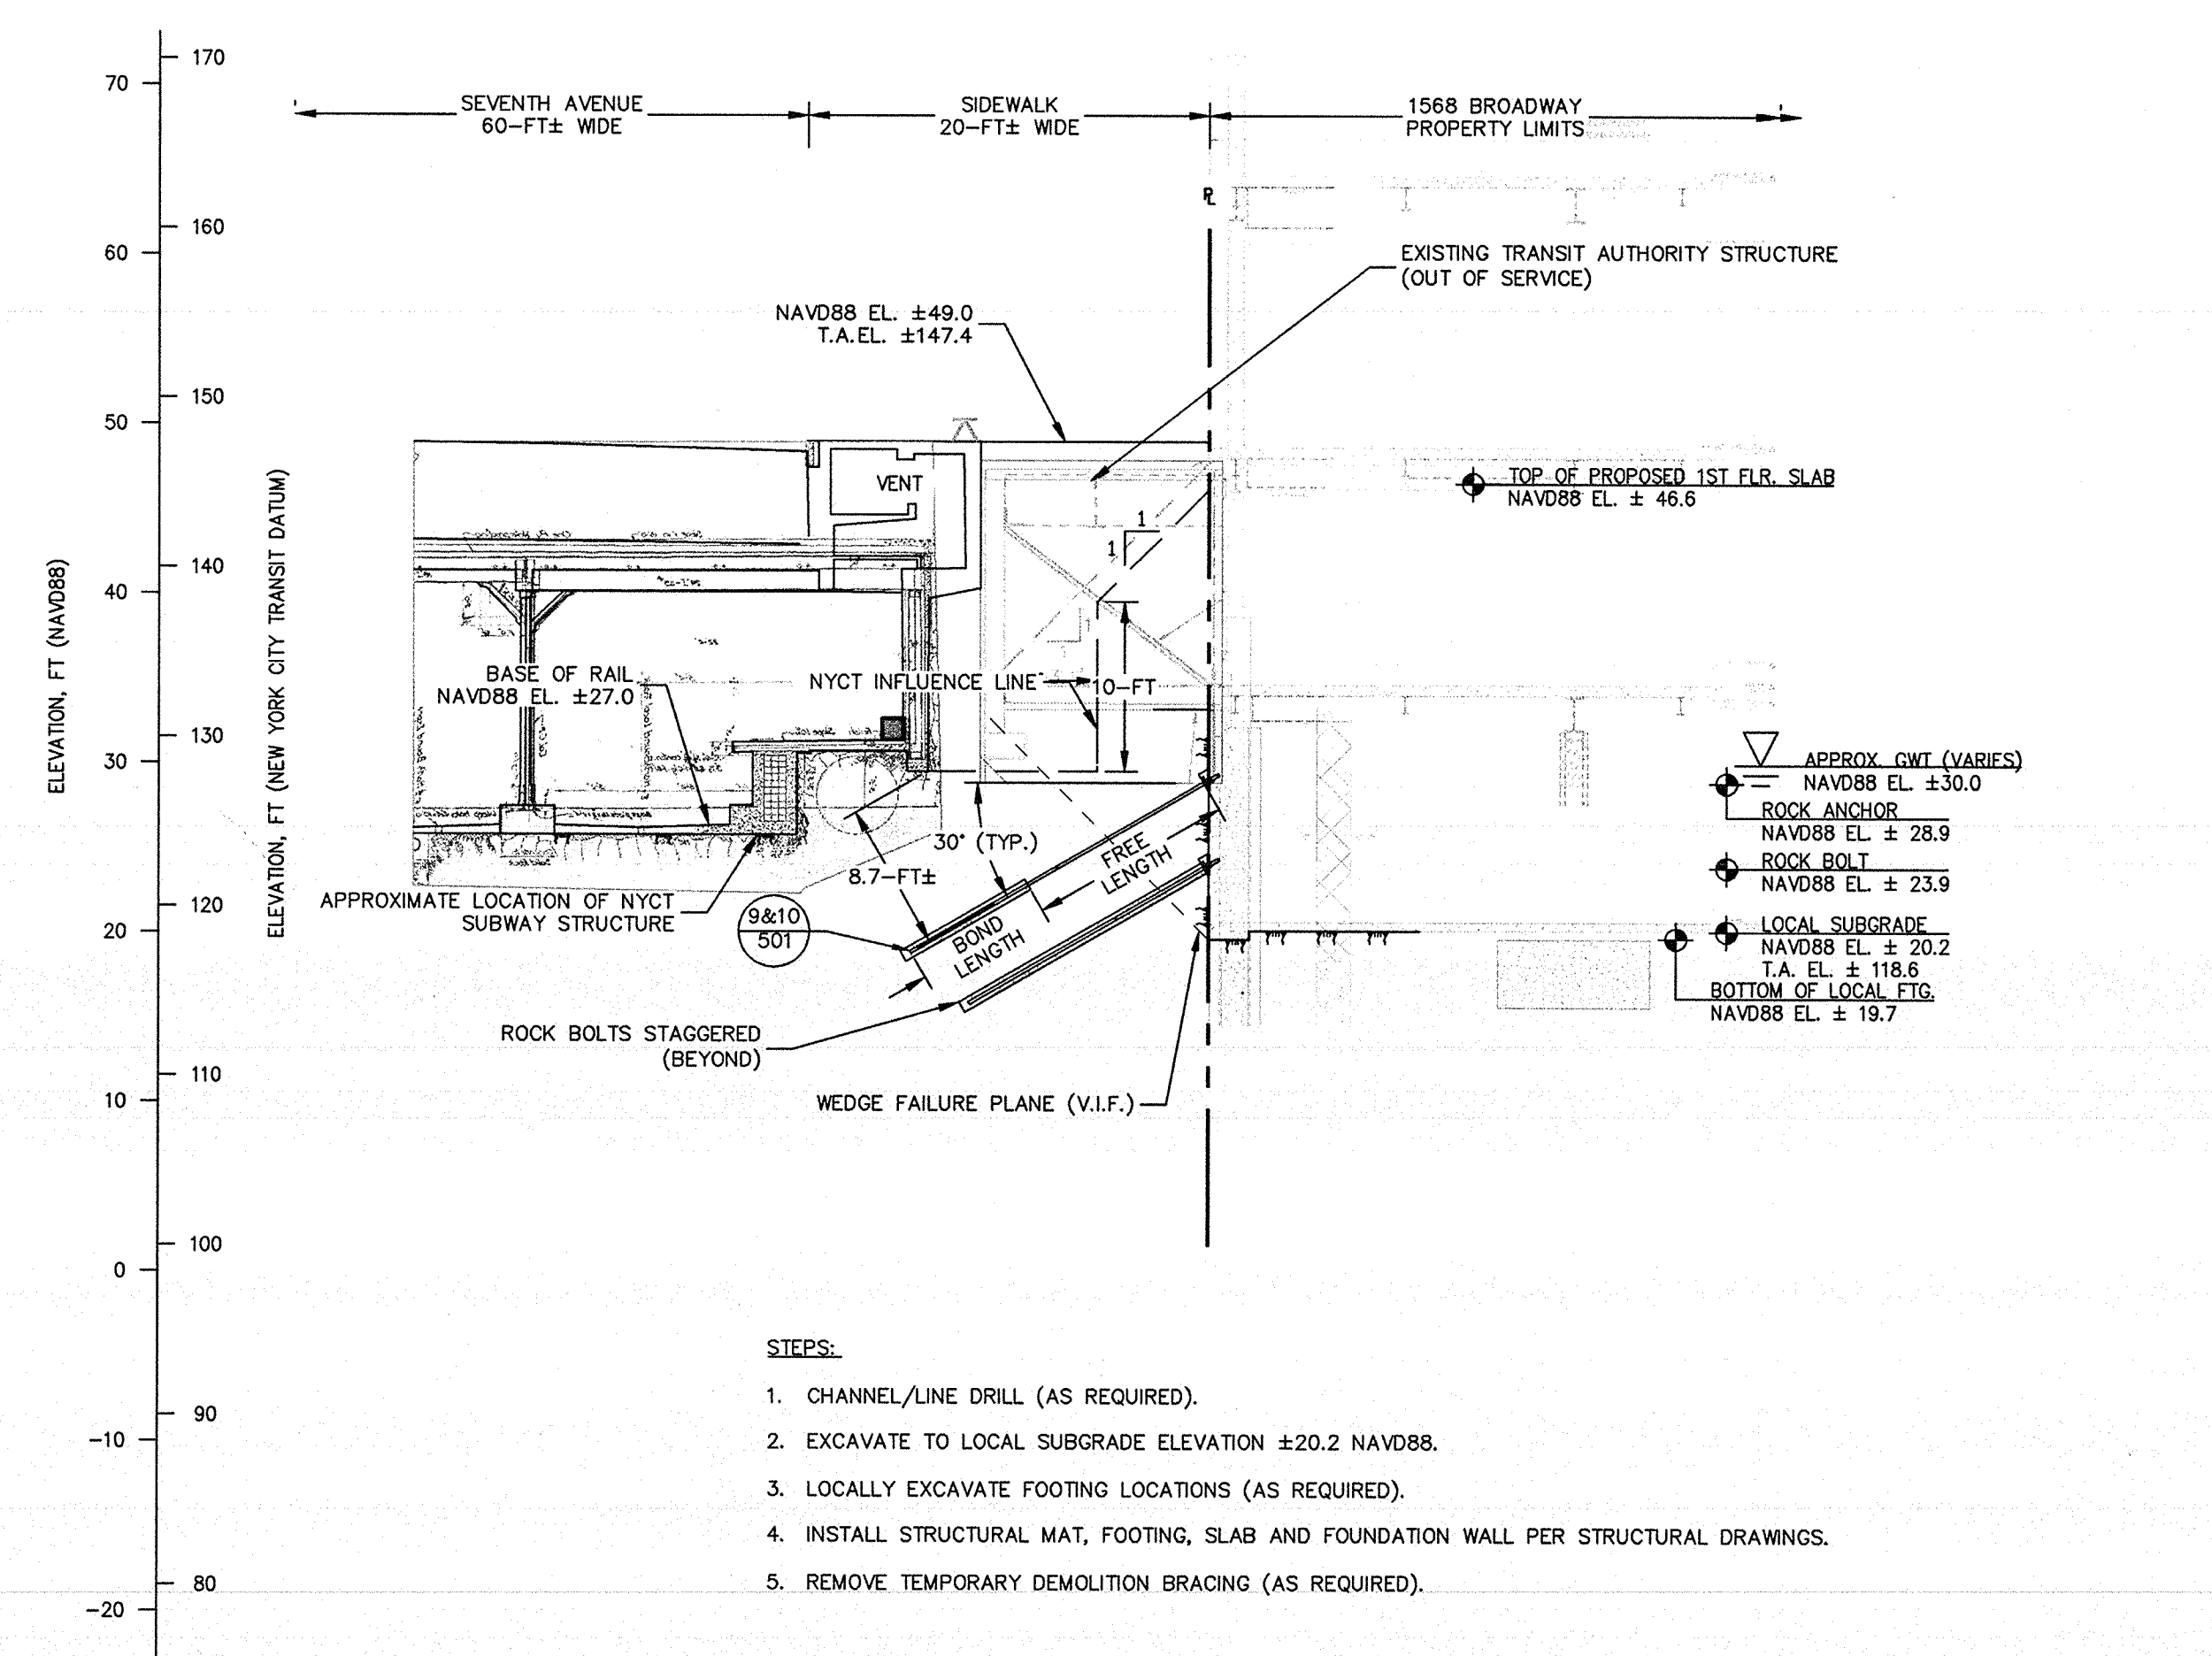 SEVENTH AVENUE
60-FT± WIDE
SIDEWALK
20-FT± WIDE
1568 BROADWAY
PROPERTY LIMITS
170
70
160
60
150
50
140
40
130
30
120
20
110
10
100
0
90
-10
80
-20
ELEVATION, FT (NAVD88)
ELEVATION, FT (NEW YORK CITY TRANSIT DATUM)
PL
EXISTING TRANSIT AUTHORITY STRUCTURE
(OUT OF SERVICE)
NAVD88 EL. ±49.0
T.A.EL. ±147.4
VENT
TOP OF PROPOSED 1ST FLR. SLAB
NAVD88 EL. ± 46.6
1
1
BASE OF RAIL
NAVD88 EL. ±27.0
NYCT INFLUENCE LINE
10-FT
APPROX. GWT (VARIES)
NAVD88 EL. ±30.0
ROCK ANCHOR
NAVD88 EL. ± 28.9
ROCK BOLT
NAVD88 EL. ± 23.9
LOCAL SUBGRADE
NAVD88 EL. ± 20.2
T.A. EL. ± 118.6
BOTTOM OF LOCAL FTG.
NAVD88 EL. ± 19.7
30° (TYP.)
8.7-FT±
FREE
LENGTH
BOND
LENGTH
APPROXIMATE LOCATION OF NYCT
SUBWAY STRUCTURE
9&10
501
ROCK BOLTS STAGGERED
(BEYOND)
WEDGE FAILURE PLANE (V.I.F.)
STEPS:
1. CHANNEL/LINE DRILL (AS REQUIRED).
2. EXCAVATE TO LOCAL SUBGRADE ELEVATION ±20.2 NAVD88.
3. LOCALLY EXCAVATE FOOTING LOCATIONS (AS REQUIRED).
4. INSTALL STRUCTURAL MAT, FOOTING, SLAB AND FOUNDATION WALL PER STRUCTURAL DRAWINGS.
5. REMOVE TEMPORARY DEMOLITION BRACING (AS REQUIRED).